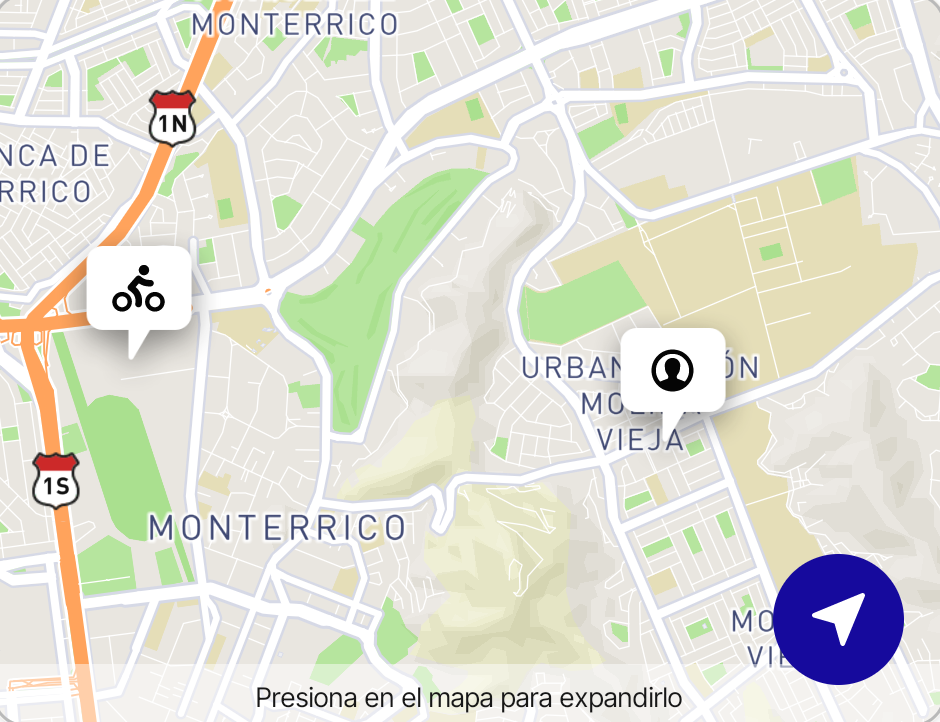 MONTERRICO
1N
NCA DE
RRICO
URBAN ÓN
MO
VIEJA
1S
MONTERRICO
MO
VIE
Presiona en el mapa para expandirlo